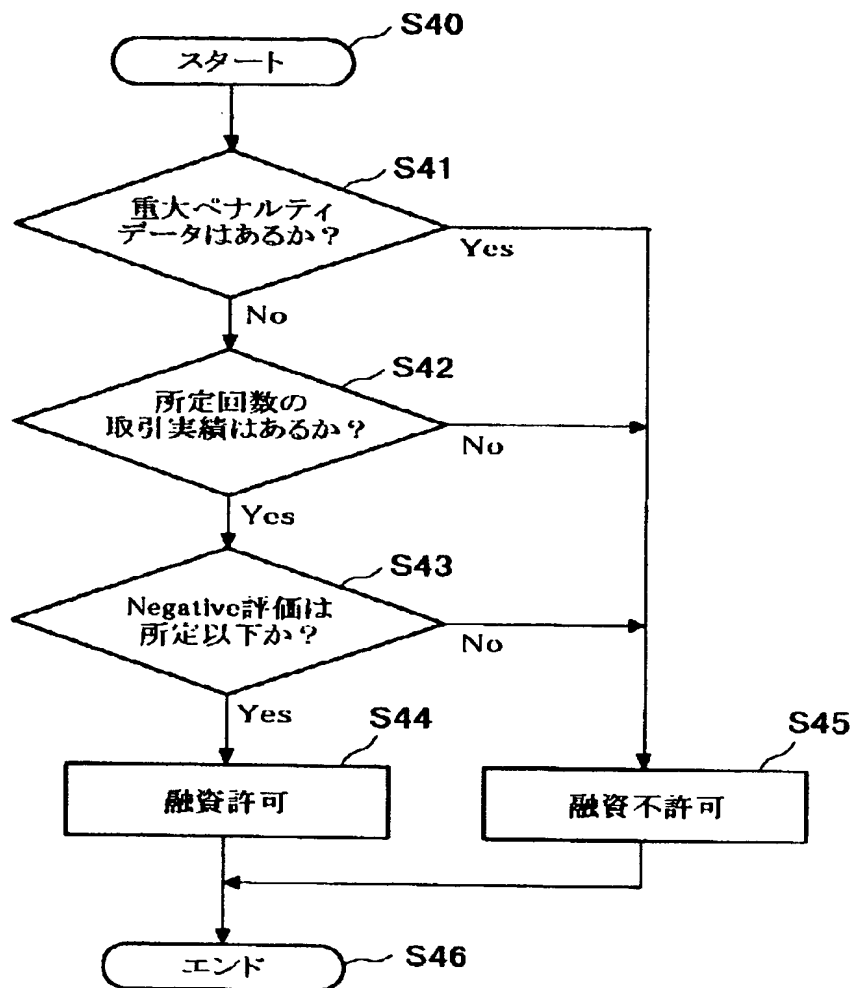 S40
スタート
S41
重大ペナルティ
データはあるか？
Yes
No
S42
所定回数の
取引実績はあるか？
No
Yes
S43
Negative評価は
所定以下か？
No
Yes
S44
融資許可
S45
融資不許可
エンド
S46